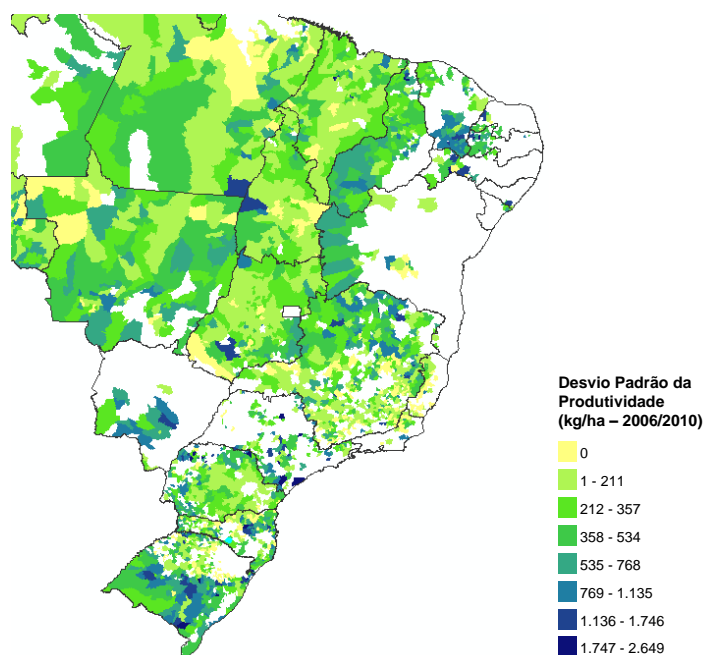 Desvio Padrão da
Produtividade
(kg/ha – 2006/2010)
0
1 - 211
212 - 357
358 - 534
535 - 768
769 - 1.135
1.136 - 1.746
1.747 - 2.649